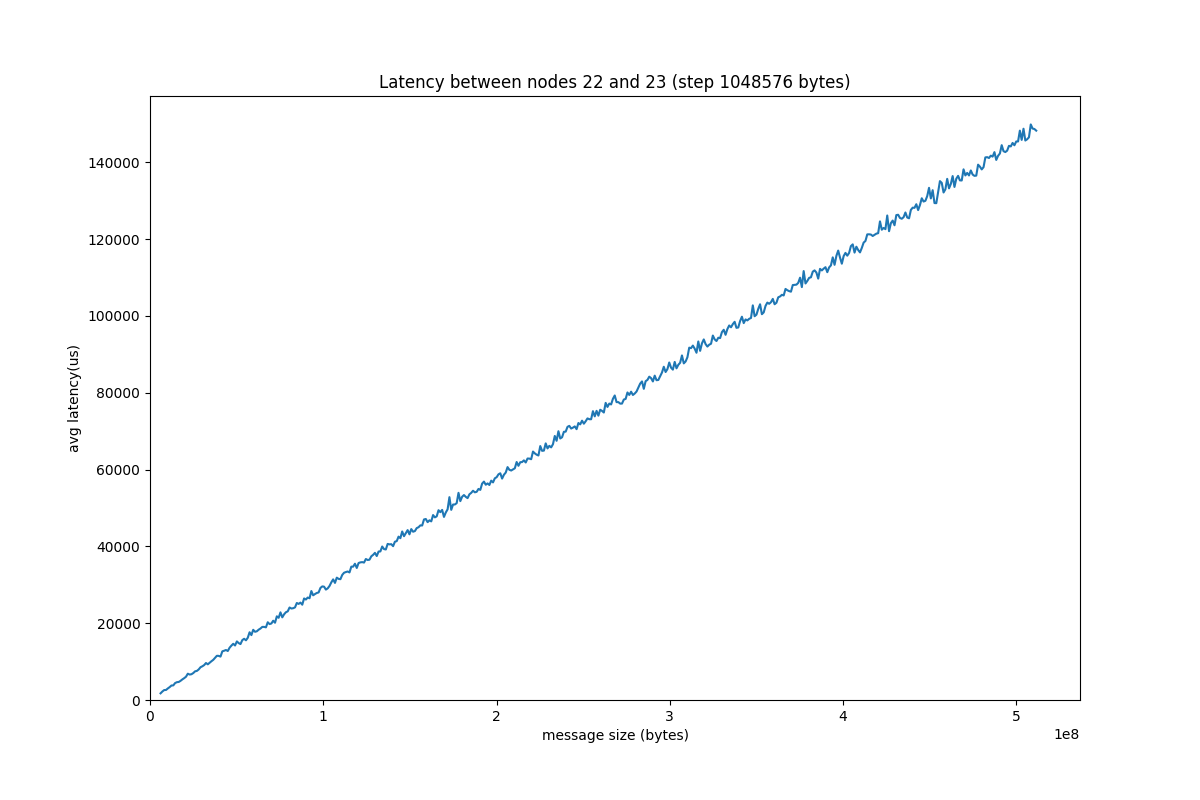 Latency between nodes 22 and 23 (step 1048576 bytes)
avg latency(us)
140000
120000
100000
80000
60000
40000
20000
0
0 1 2 3 4 5
1e8
message size (bytes)